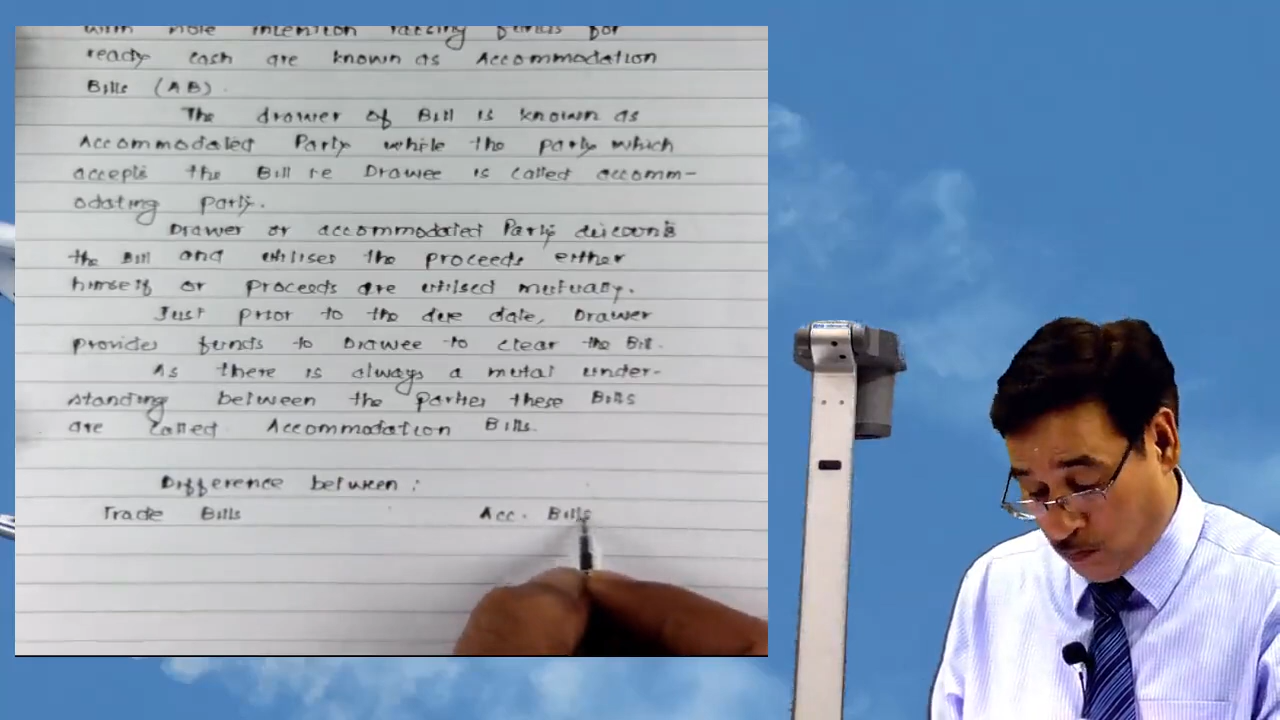 ready cash are known as Accommodation
Bills (AB).
The drawer of Bill is known as
Accommodated Party while the party which
accepts the Bill ie Drawee is called accomm-
odating party.
Drawer or accommodated Party discouns
the Bill and utilises the proceeds either
himself or proceeds are utilsed mutually.
Just prior to the due date, Drawer
provides funds to Drawee to clear the Bill.
As there is always a mutal under-
standing between the parties these Bills
are called Accommodation Bills.
Difference between :
Trade Bills Acc. Bills